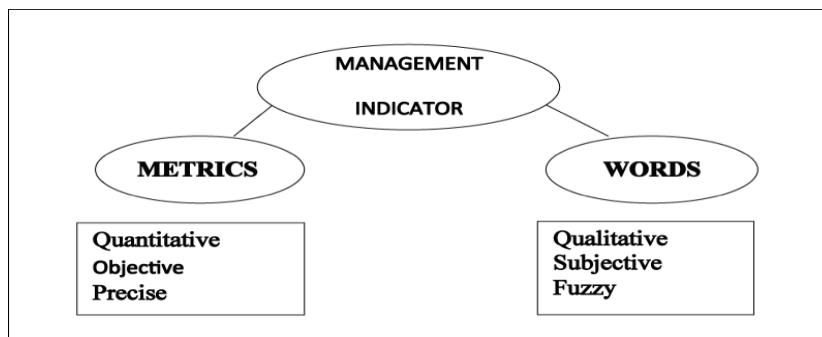 MANAGEMENT
INDICATOR
METRICS
WORDS
Quantitative
Objective
Precise
Qualitative
Subjective
Fuzzy